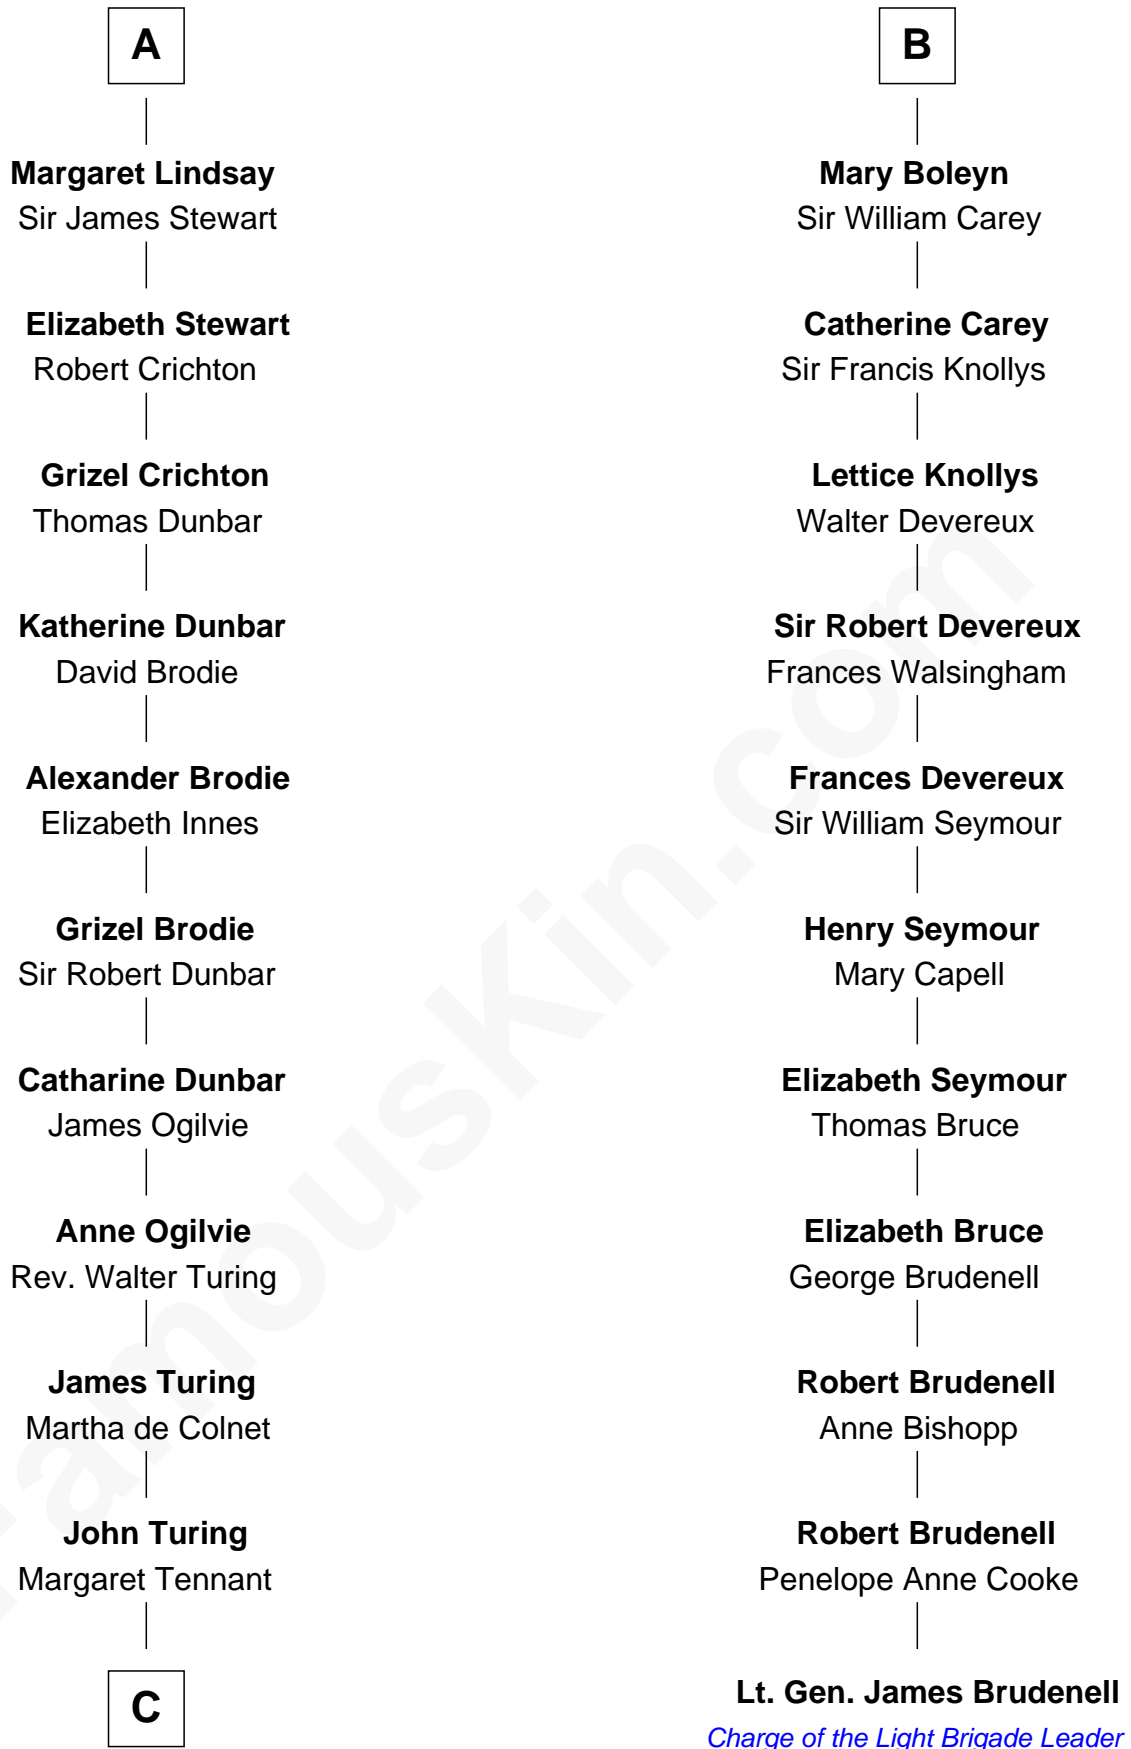 A
Margaret Lindsay
Sir James Stewart
Elizabeth Stewart
Robert Crichton
Grizel Crichton
Thomas Dunbar
Katherine Dunbar
David Brodie
Alexander Brodie
Elizabeth Innes
Grizel Brodie
Sir Robert Dunbar
Catharine Dunbar
James Ogilvie
Anne Ogilvie
Rev. Walter Turing
James Turing
Martha de Colnet
John Turing
Margaret Tennant
C
B
Mary Boleyn
Sir William Carey
Catherine Carey
Sir Francis Knollys
Lettice Knollys
Walter Devereux
Sir Robert Devereux
Frances Walsingham
Frances Devereux
Sir William Seymour
Henry Seymour
Mary Capell
Elizabeth Seymour
Thomas Bruce
Elizabeth Bruce
George Brudenell
Robert Brudenell
Anne Bishopp
Robert Brudenell
Penelope Anne Cooke
Lt. Gen. James Brudenell
Charge of the Light Brigade Leader
FamousKin.com